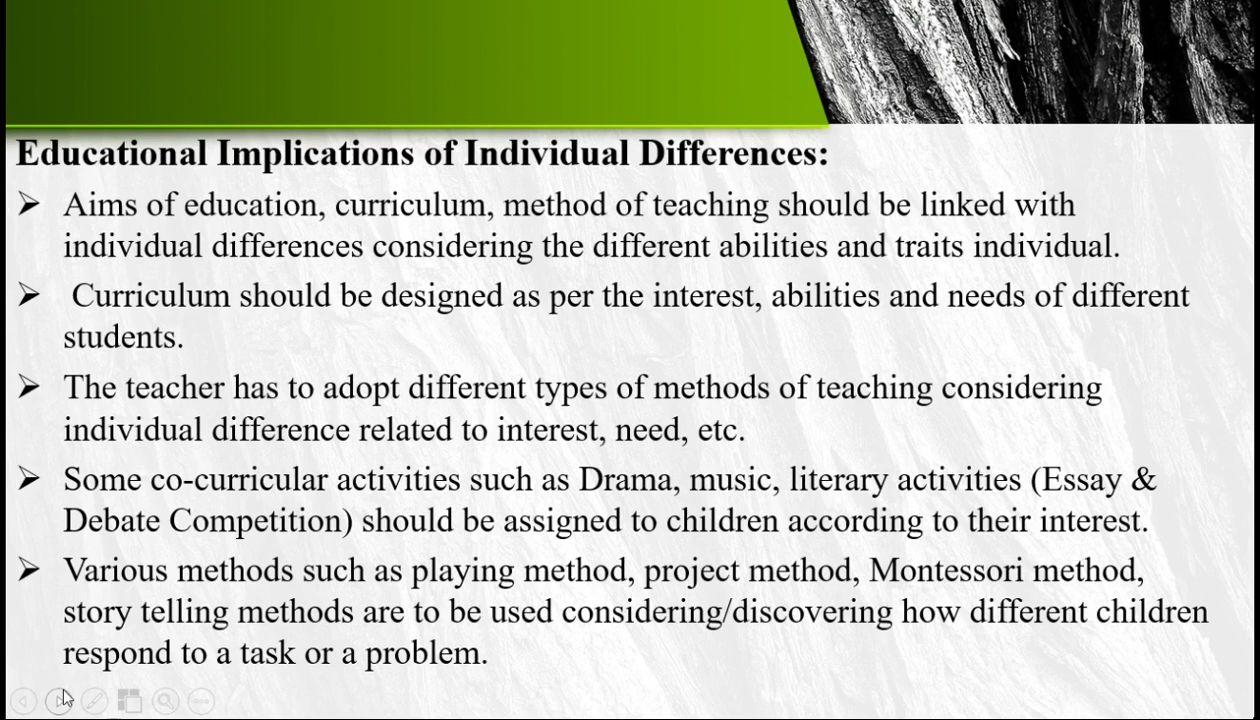 Educational Implications of Individual Differences:
➢ Aims of education, curriculum, method of teaching should be linked with
individual differences considering the different abilities and traits individual.
➢ Curriculum should be designed as per the interest, abilities and needs of different
students.
➢ The teacher has to adopt different types of methods of teaching considering
individual difference related to interest, need, etc.
➢ Some co-curricular activities such as Drama, music, literary activities (Essay &
Debate Competition) should be assigned to children according to their interest.
➢ Various methods such as playing method, project method, Montessori method,
story telling methods are to be used considering/discovering how different children
respond to a task or a problem.